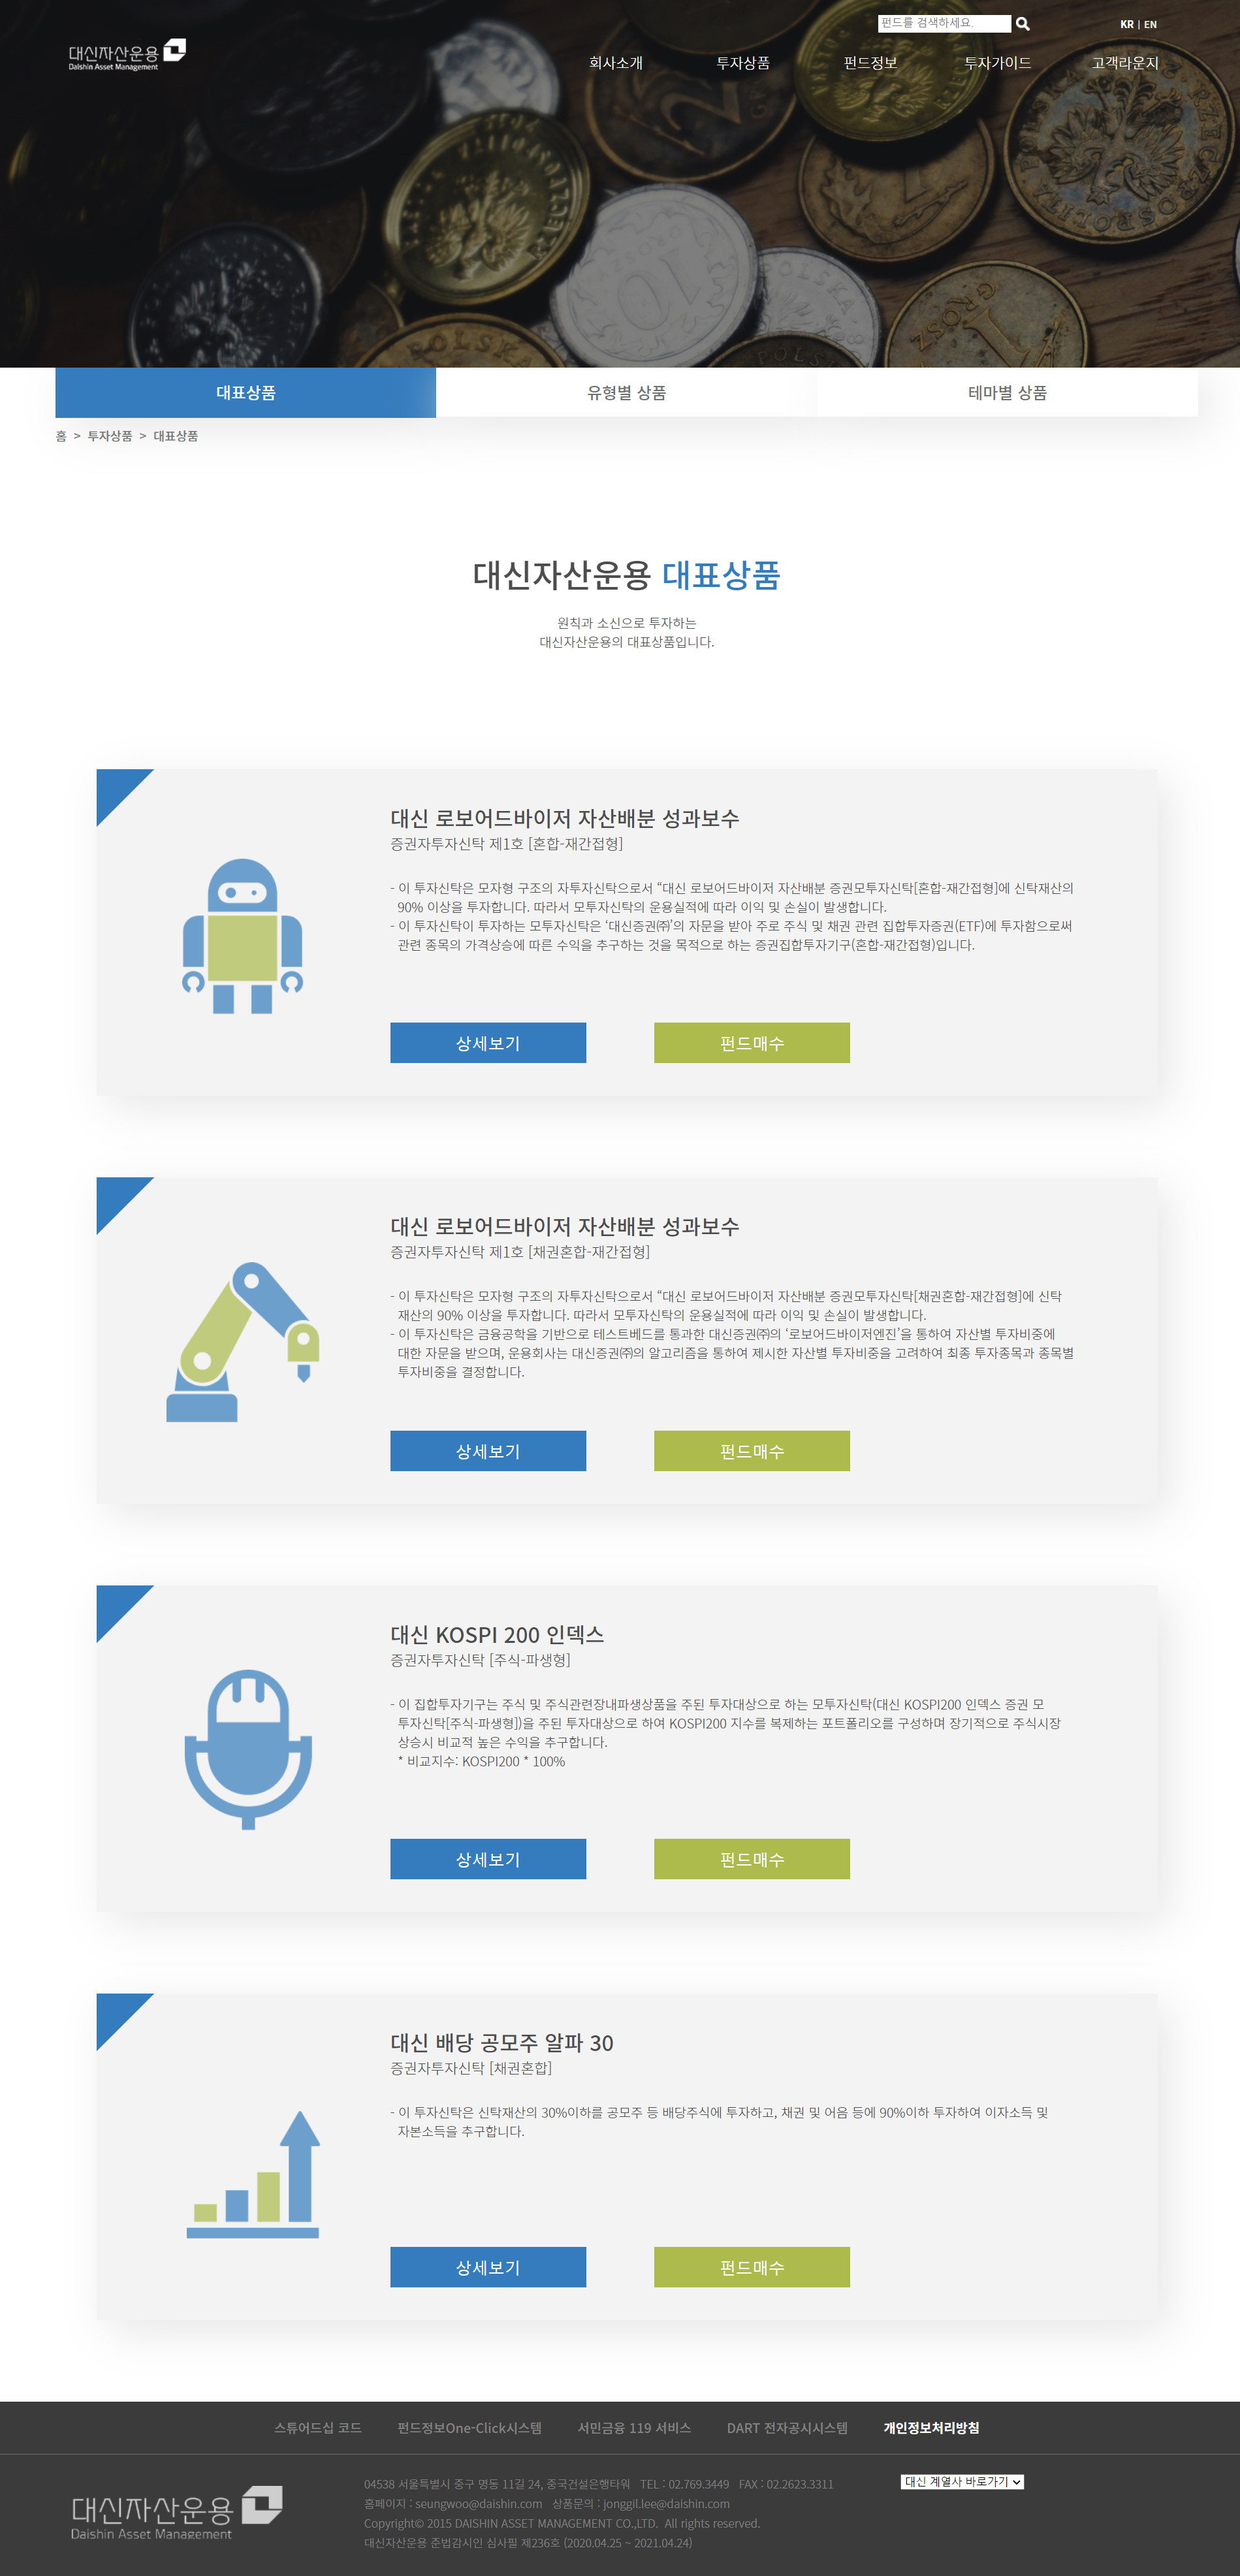 펀드를 검색하세요.
KR | EN
대신자산운용
Daishin Asset Management
회사소개 투자상품 펀드정보 투자가이드 고객라운지
대표상품 유형별 상품 테마별 상품
홈 > 투자상품 > 대표상품
대신자산운용 대표상품
원칙과 소신으로 투자하는
대신자산운용의 대표상품입니다.
대신 로보어드바이저 자산배분 성과보수
증권자투자신탁 제1호 [혼합-재간접형]
- 이 투자신탁은 모자형 구조의 자투자신탁으로서 “대신 로보어드바이저 자산배분 증권모투자신탁[혼합-재간접형]에 신탁재산의
90% 이상을 투자합니다. 따라서 모투자신탁의 운용실적에 따라 이익 및 손실이 발생합니다.
- 이 투자신탁이 투자하는 모투자신탁은 ‘대신증권㈜’의 자문을 받아 주로 주식 및 채권 관련 집합투자증권(ETF)에 투자함으로써
관련 종목의 가격상승에 따른 수익을 추구하는 것을 목적으로 하는 증권집합투자기구(혼합-재간접형)입니다.
상세보기 펀드매수
대신 로보어드바이저 자산배분 성과보수
증권자투자신탁 제1호 [채권혼합-재간접형]
- 이 투자신탁은 모자형 구조의 자투자신탁으로서 “대신 로보어드바이저 자산배분 증권모투자신탁[채권혼합-재간접형]에 신탁
재산의 90% 이상을 투자합니다. 따라서 모투자신탁의 운용실적에 따라 이익 및 손실이 발생합니다.
- 이 투자신탁은 금융공학을 기반으로 테스트베드를 통과한 대신증권㈜의 ‘로보어드바이저엔진’을 통하여 자산별 투자비중에
대한 자문을 받으며, 운용회사는 대신증권㈜의 알고리즘을 통하여 제시한 자산별 투자비중을 고려하여 최종 투자종목과 종목별
투자비중을 결정합니다.
상세보기 펀드매수
대신 KOSPI 200 인덱스
증권자투자신탁 [주식-파생형]
- 이 집합투자기구는 주식 및 주식관련장내파생상품을 주된 투자대상으로 하는 모투자신탁(대신 KOSPI200 인덱스 증권 모
투자신탁[주식-파생형])을 주된 투자대상으로 하여 KOSPI200 지수를 복제하는 포트폴리오를 구성하며 장기적으로 주식시장
상승시 비교적 높은 수익을 추구합니다.
* 비교지수: KOSPI200 * 100%
상세보기 펀드매수
대신 배당 공모주 알파 30
증권자투자신탁 [채권혼합]
- 이 투자신탁은 신탁재산의 30%이하를 공모주 등 배당주식에 투자하고, 채권 및 어음 등에 90%이하 투자하여 이자소득 및
자본소득을 추구합니다.
상세보기 펀드매수
스튜어드십 코드 펀드정보One-Click시스템 서민금융 119 서비스 DART 전자공시시스템 개인정보처리방침
대신자산운용
Daishin Asset Management
04538 서울특별시 중구 명동 11길 24, 중국건설은행타워 TEL : 02.769.3449 FAX : 02.2623.3311
홈페이지 : seungwoo@daishin.com 상품문의 : jonggil.lee@daishin.com
Copyright© 2015 DAISHIN ASSET MANAGEMENT CO.,LTD. All rights reserved.
대신자산운용 준법감시인 심사필 제236호 (2020.04.25 ~ 2021.04.24)
대신 계열사 바로가기